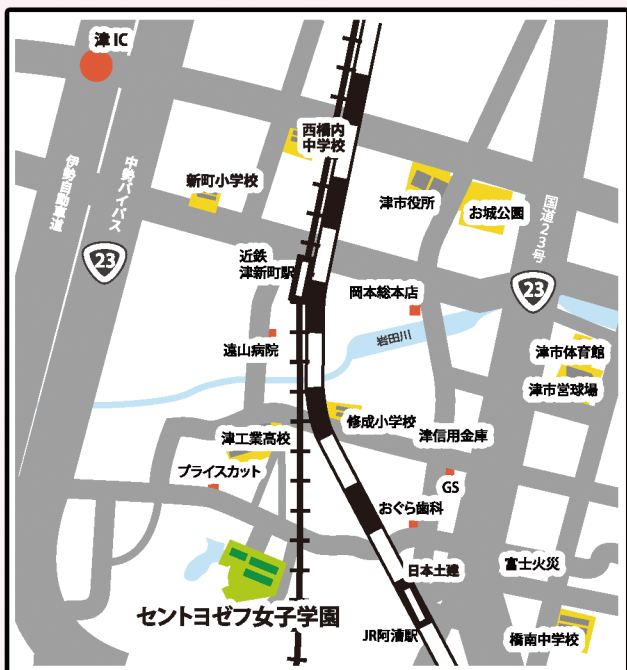 津 IC
西橋内
中学校
新町小学校
津市役所
お城公園
伊勢自動車道
中勢バイパス
国道23号
23
近鉄
津新町駅
岡本総本店
23
岩田川
遠山病院
津市体育館
津市営球場
修成小学校
津工業高校
津信用金庫
プライスカット
GS
おぐら歯科
日本土建
富士火災
セントヨゼフ女子学園
JR阿漕駅
橋南中学校